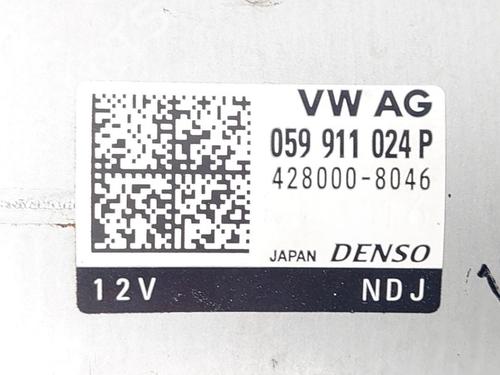 VW AG
059 911 024 P
428000-8046
JAPAN DENSO
12V NDJ